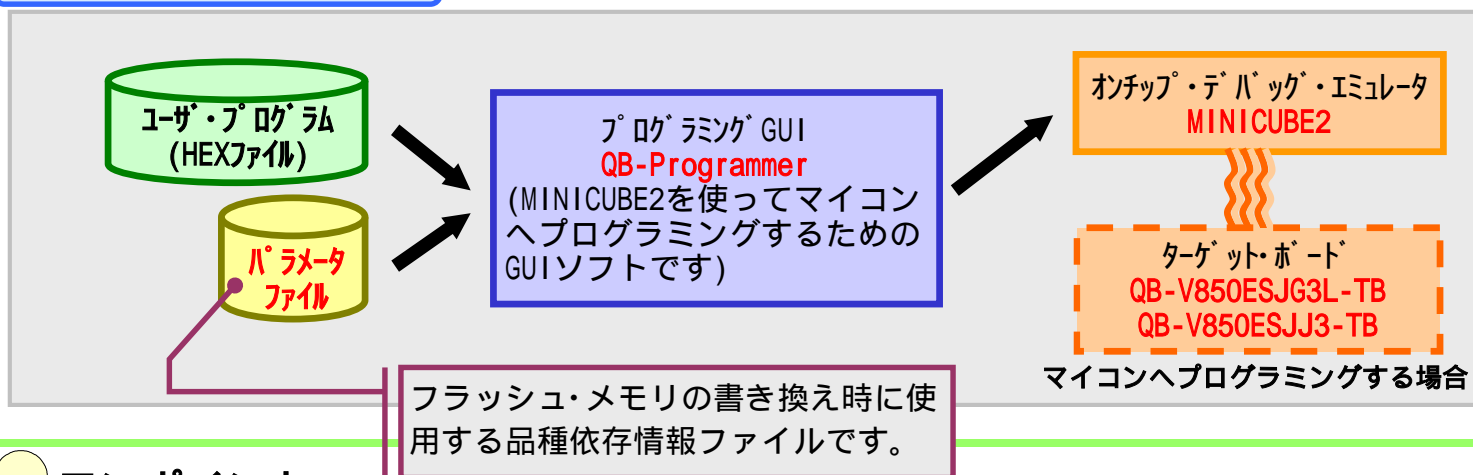 ユーザ・プログラム
(HEXファイル)
パラメータ
ファイル
プログラミングGUI
QB-Programmer
(MINICUBE2を使ってマイコン
へプログラミングするための
GUIソフトです)
オンチップ・デバッグ・エミュレータ
MINICUBE2
ターゲット・ボード
QB-V850ESJG3L-TB
QB-V850ESJJ3-TB
マイコンへプログラミングする場合
フラッシュ・メモリの書き換え時に使
用する品種依存情報ファイルです。